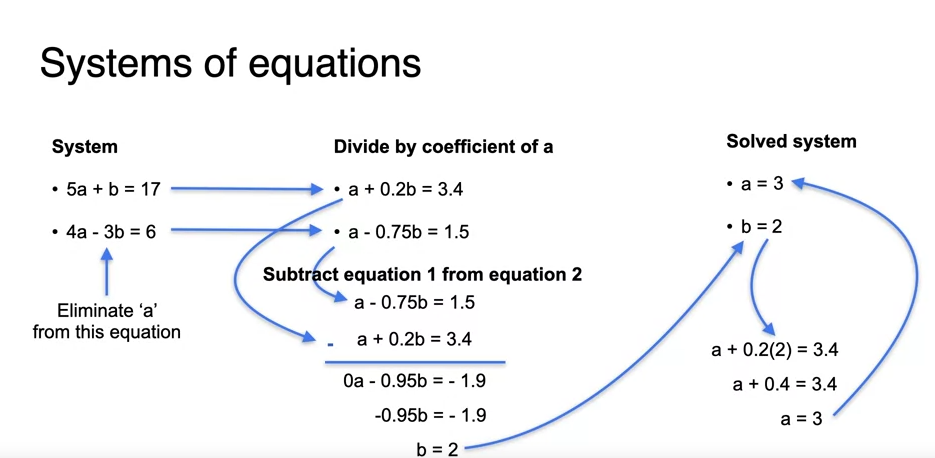 Systems of equations
System
• 5a + b = 17
• 4a - 3b = 6
Eliminate ‘a’
from this equation
Divide by coefficient of a
• a + 0.2b = 3.4
• a - 0.75b = 1.5
Subtract equation 1 from equation 2
a - 0.75b = 1.5
- a + 0.2b = 3.4
0a - 0.95b = - 1.9
-0.95b = - 1.9
b = 2
Solved system
• a = 3
• b = 2
a + 0.2(2) = 3.4
a + 0.4 = 3.4
a = 3